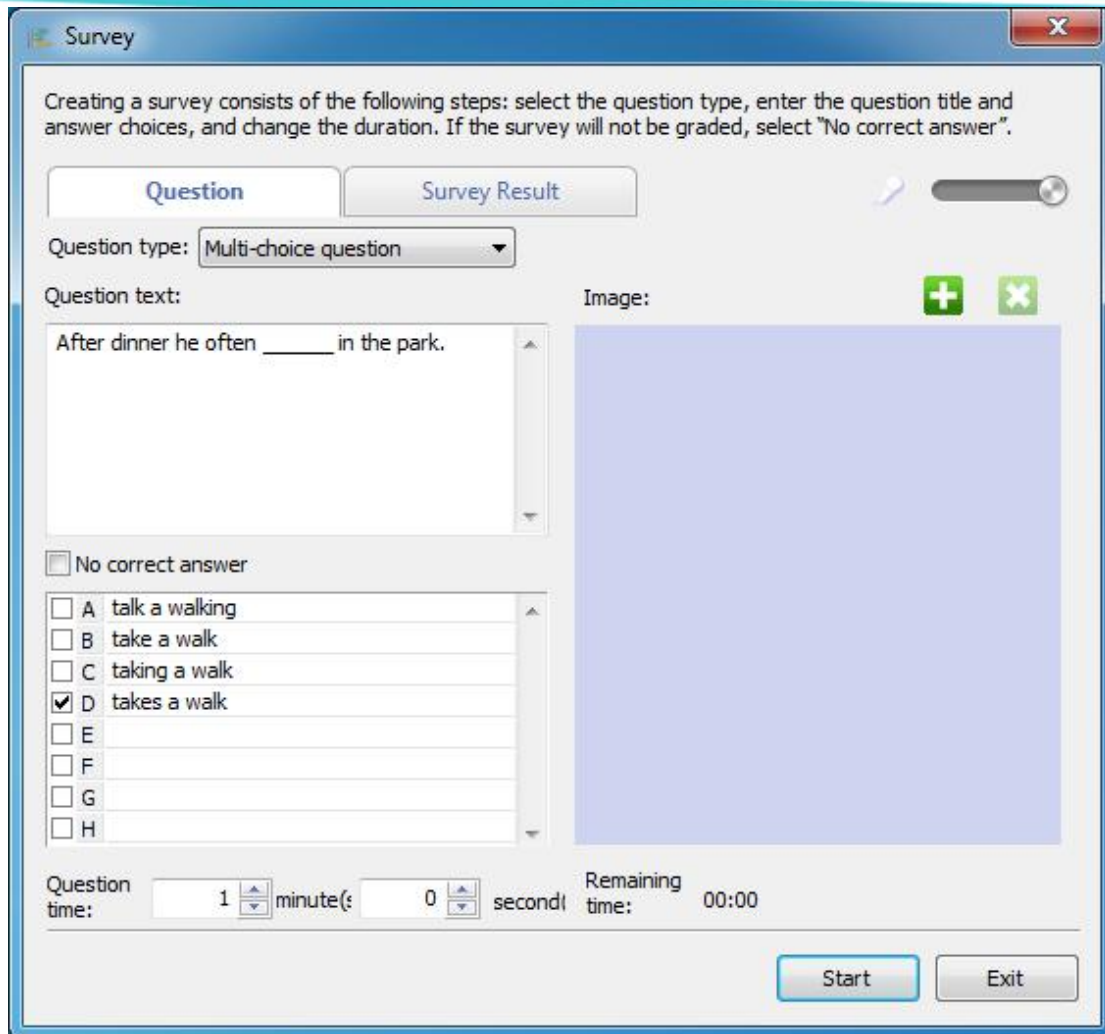 Survey
Creating a survey consists of the following steps: select the question type, enter the question title and
answer choices, and change the duration. If the survey will not be graded, select “No correct answer”.
Question
Survey Result
Question type: Multi-choice question
Question text:
Image:
After dinner he often ______ in the park.
No correct answer
A talk a walking
B take a walk
C taking a walk
D takes a walk
E
F
G
H
Question
time:
1 minute(s
0 second(
Remaining
time:
00:00
Start
Exit